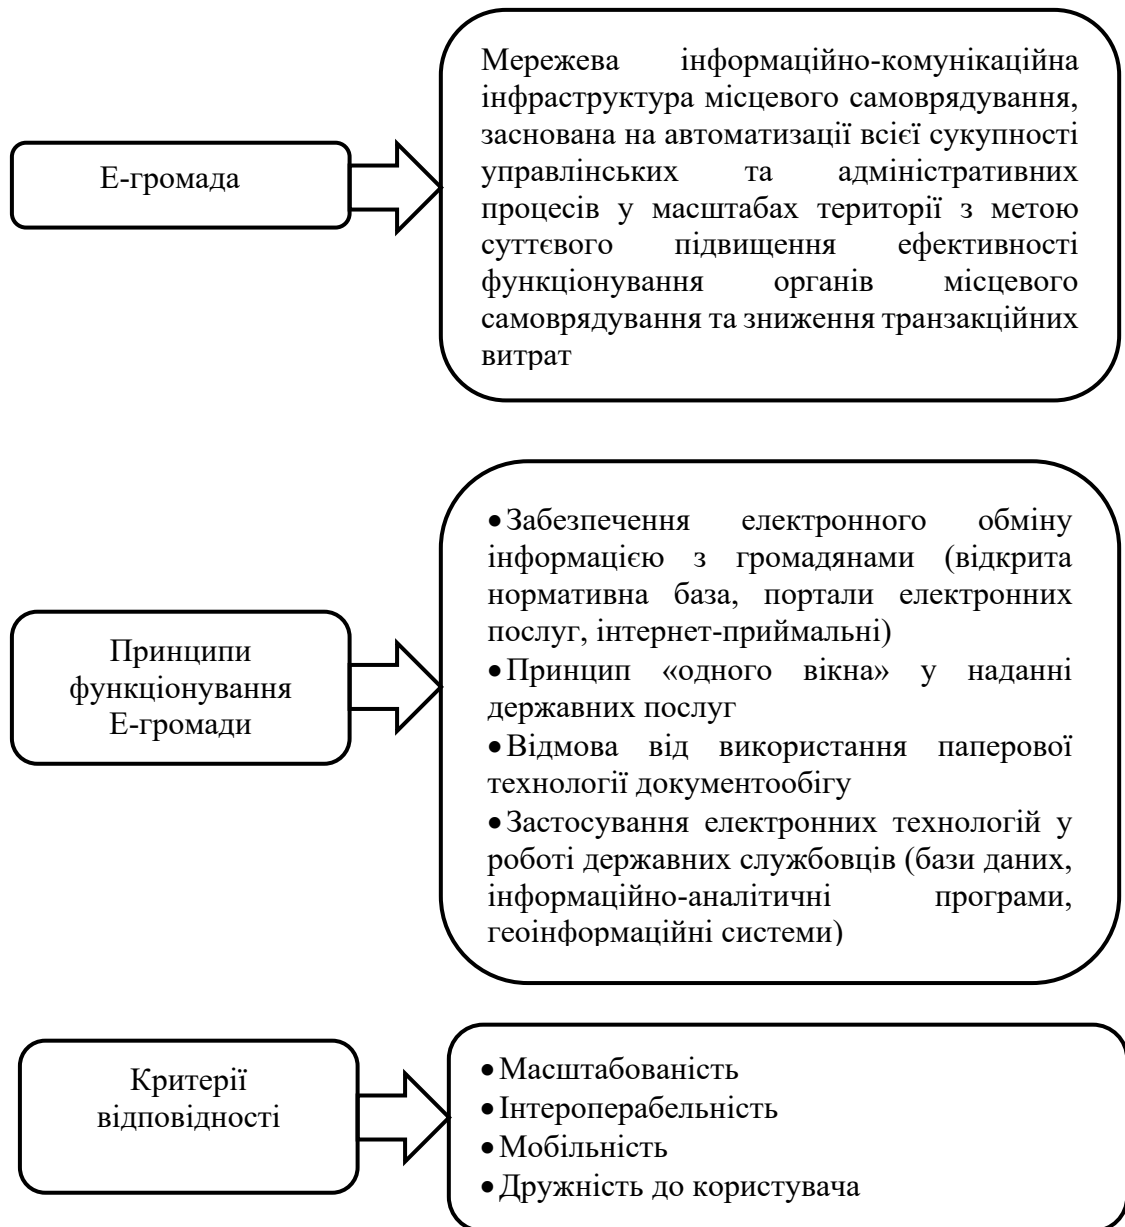 Е-громада
Мережева інформаційно-комунікаційна
інфраструктура місцевого самоврядування,
заснована на автоматизації всієї сукупності
управлінських та адміністративних
процесів у масштабах території з метою
суттєвого підвищення ефективності
функціонування органів місцевого
самоврядування та зниження транзакційних
витрат
Принципи
функціонування
Е-громади
•Забезпечення електронного обміну
інформацією з громадянами (відкрита
нормативна база, портали електронних
послуг, інтернет-приймальні)
•Принцип «одного вікна» у наданні
державних послуг
•Відмова від використання паперової
технології документообігу
•Застосування електронних технологій у
роботі державних службовців (бази даних,
інформаційно-аналітичні програми,
геоінформаційні системи)
Критерії
відповідності
•Масштабованість
•Інтероперабельність
•Мобільність
•Дружність до користувача